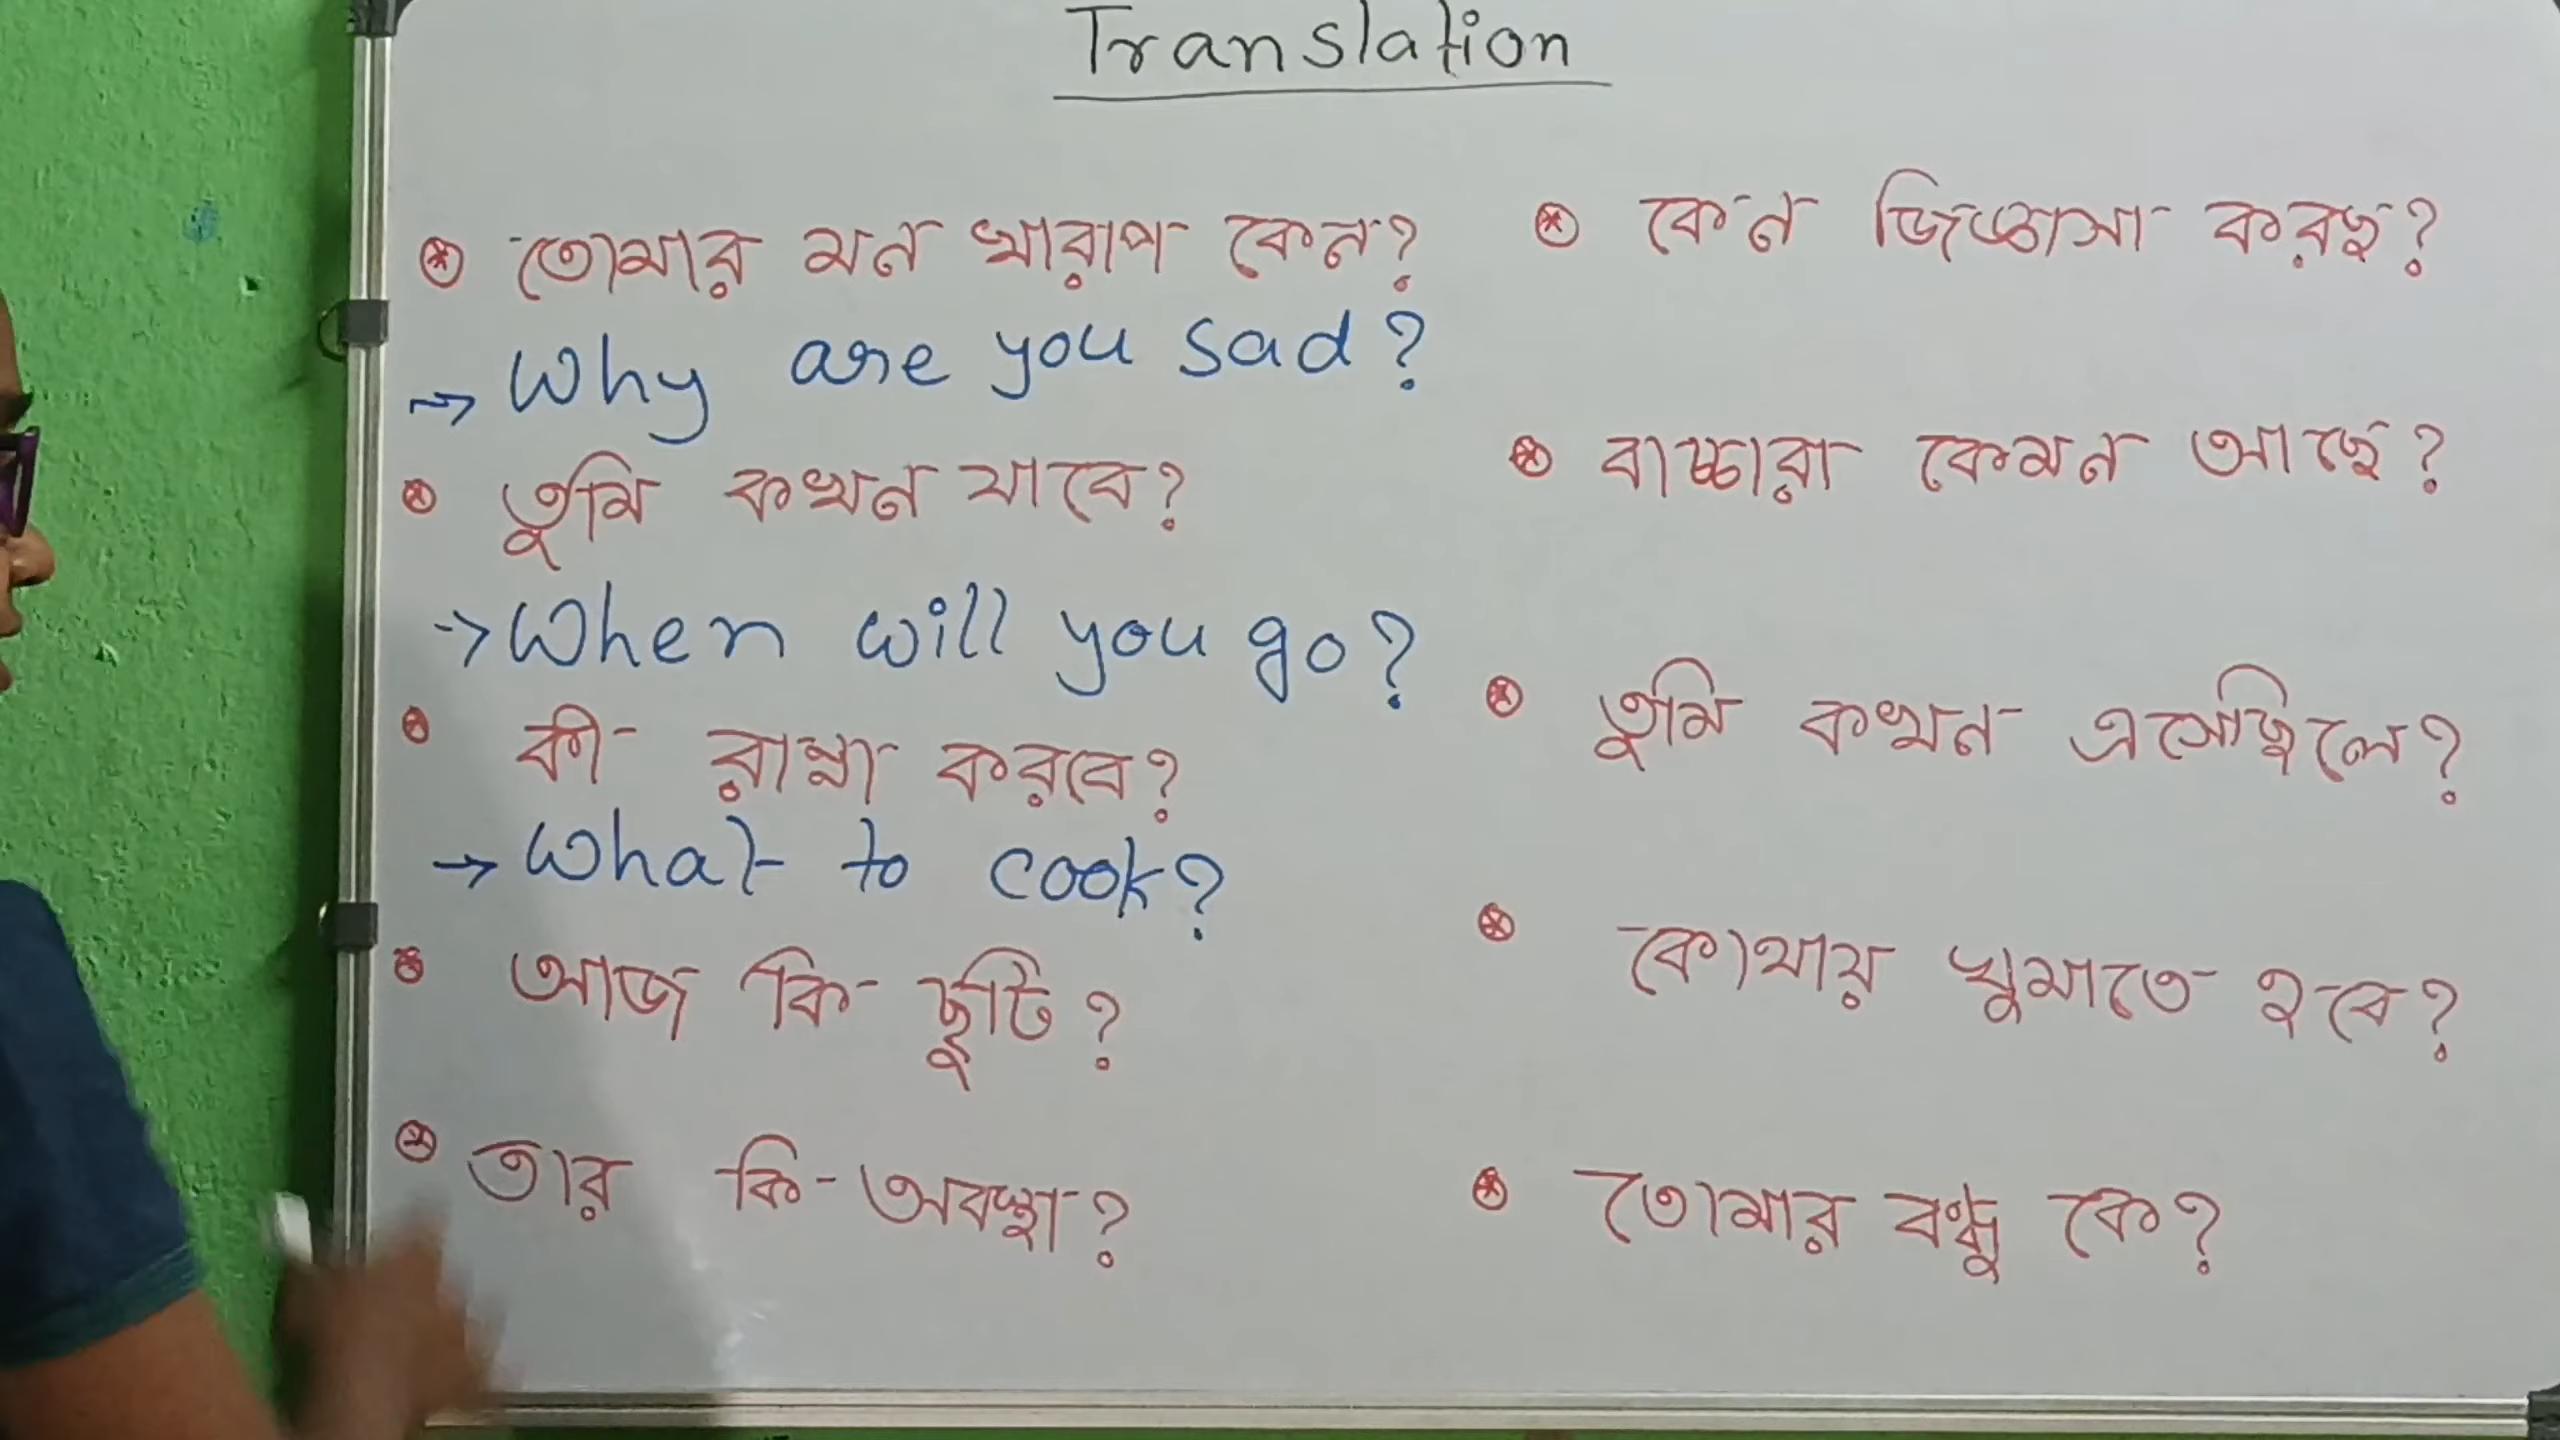 Translation
⊛ তোমার মন খারাপ কেন?
→ Why are you sad?
⊛ তুমি কখন যাবে?
→ When will you go?
⊛ কী রান্না করবে?
→ What to cook?
⊛ আজ কি ছুটি?
⊛ তার কি অবস্থা?
⊛ কেন জিজ্ঞাসা করছ?
⊛ বাচ্চারা কেমন আছে?
⊛ তুমি কখন এসেছিলে?
⊛ কোথায় ঘুমাতে হবে?
⊛ তোমার বন্ধু কে?